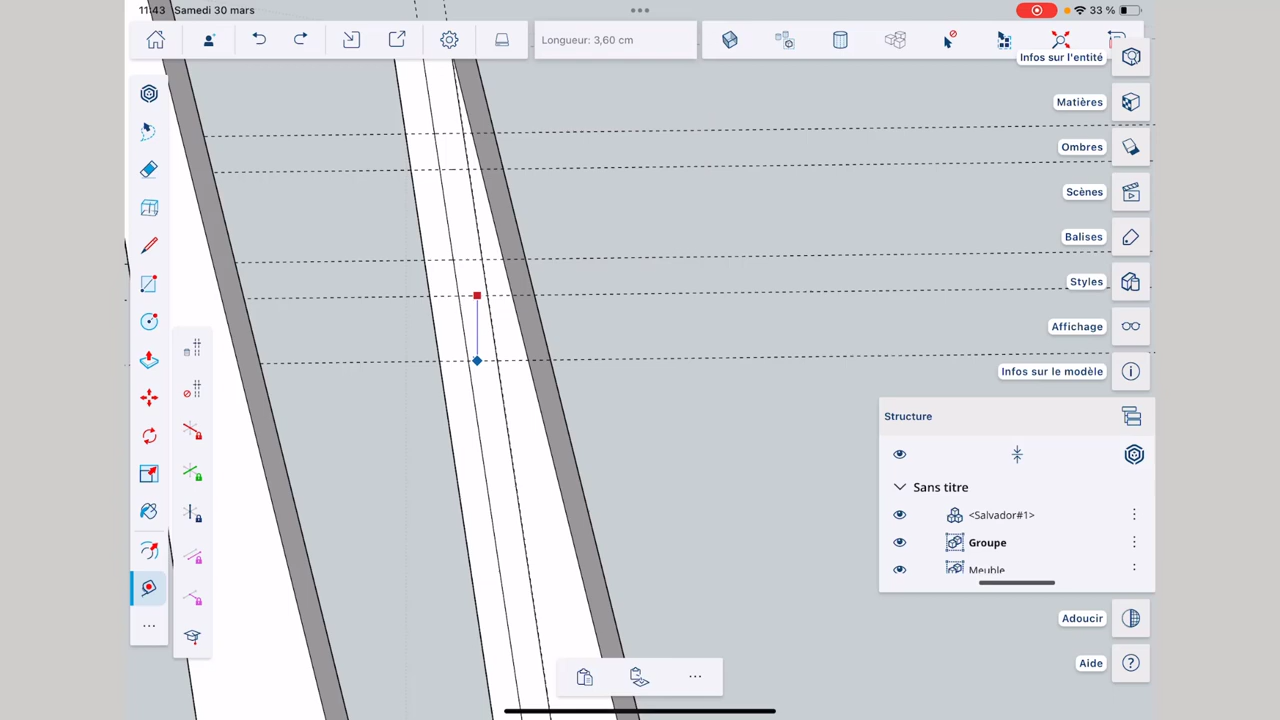 11:43 Samedi 30 mars
33 %
Longueur: 3,60 cm
Infos sur l'entité
Matières
Ombres
Scènes
Balises
Styles
Affichage
Infos sur le modèle
Structure
Sans titre
<Salvador#1>
Groupe
Meuble
Adoucir
Aide